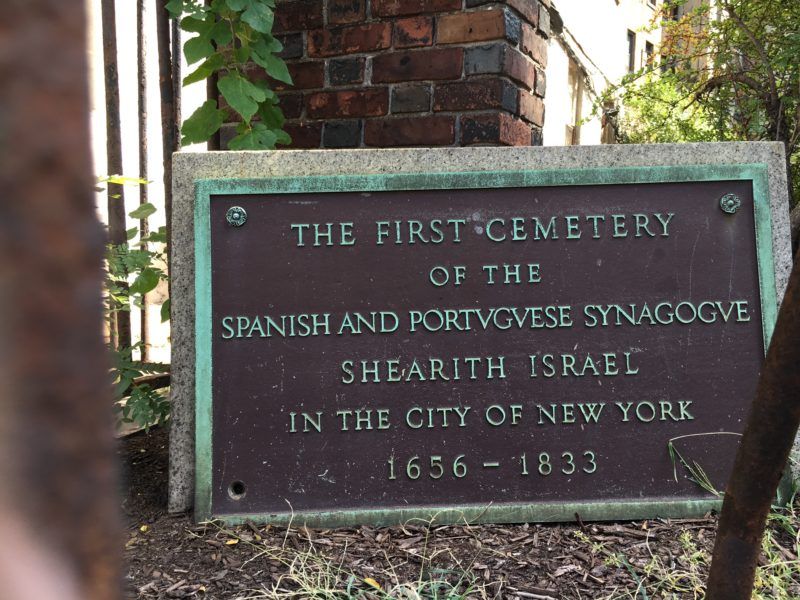 THE FIRST CEMETERY
OF THE
SPANISH AND PORTVGVESE SYNAGOGVE
SHEARITH ISRAEL
IN THE CITY OF NEW YORK
1656 – 1833